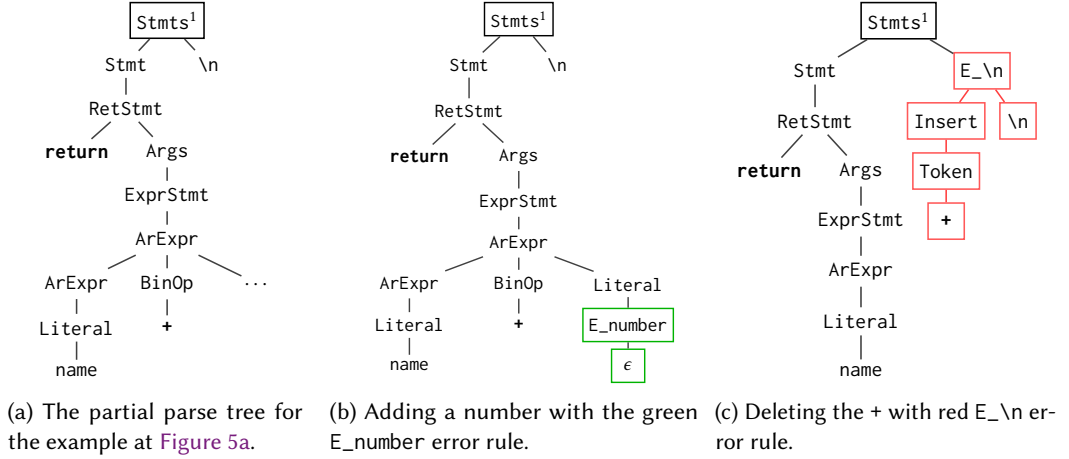 Stmts¹
Stmt \n
RetStmt
return Args
ExprStmt
ArExpr
ArExpr BinOp ...
Literal +
name
(a) The partial parse tree for
the example at Figure 5a.
Stmts¹
Stmt \n
RetStmt
return Args
ExprStmt
ArExpr
ArExpr BinOp Literal
Literal + E_number
name ϵ
(b) Adding a number with the green
E_number error rule.
Stmts¹
Stmt E_\n
RetStmt Insert \n
return Args Token
ExprStmt +
ArExpr
Literal
name
(c) Deleting the + with red E_\n er-
ror rule.